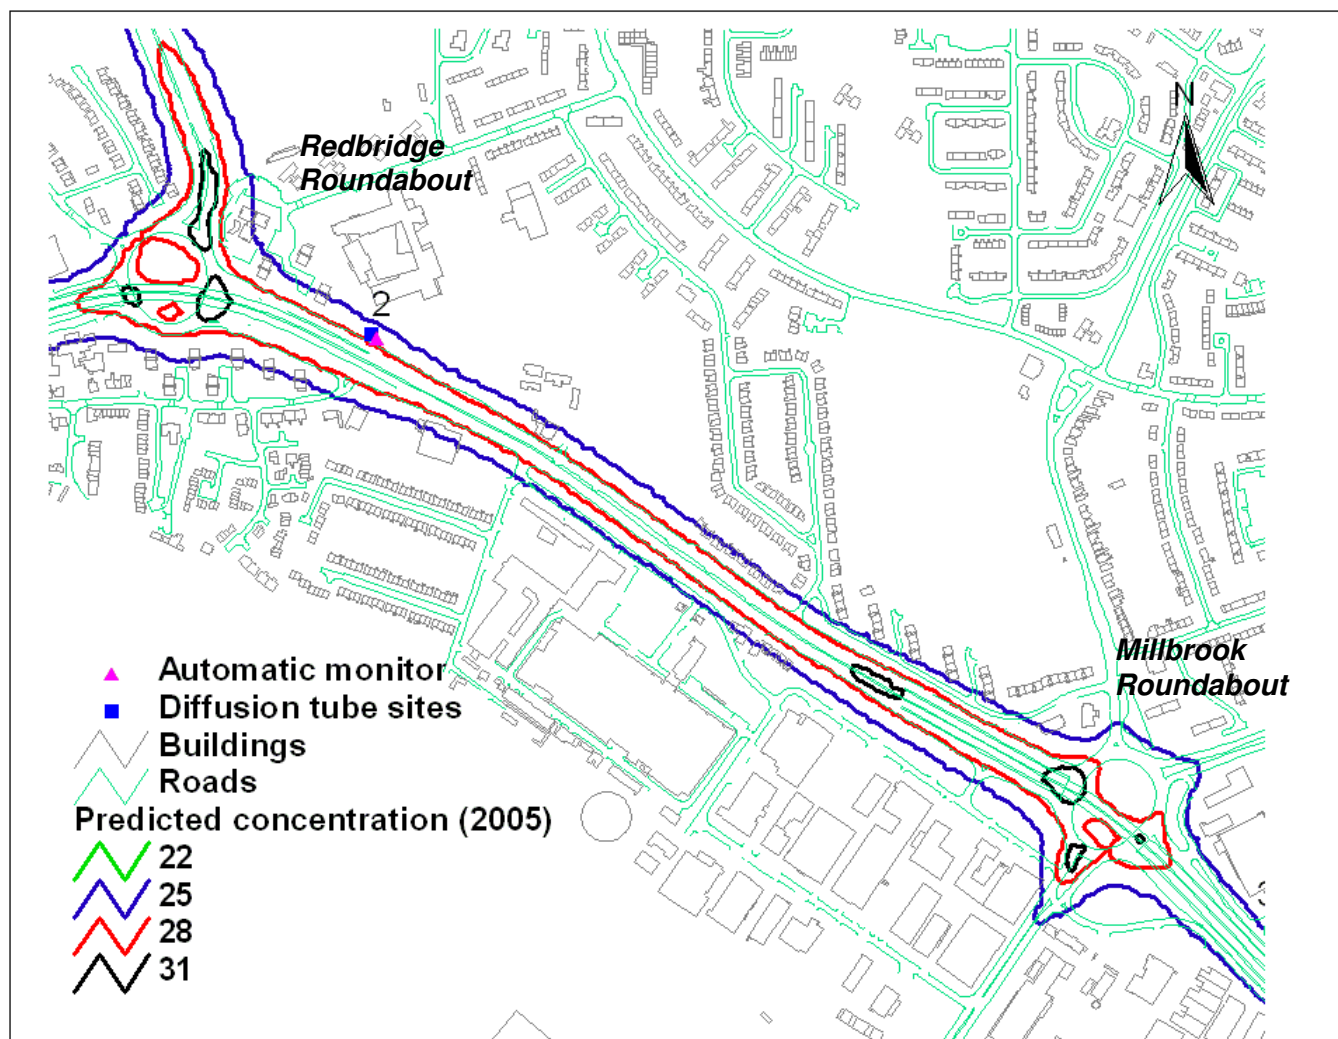 N
Redbridge
Roundabout
2
Millbrook
Roundabout
Automatic monitor
Diffusion tube sites
Buildings
Roads
Predicted concentration (2005)
22
25
28
31